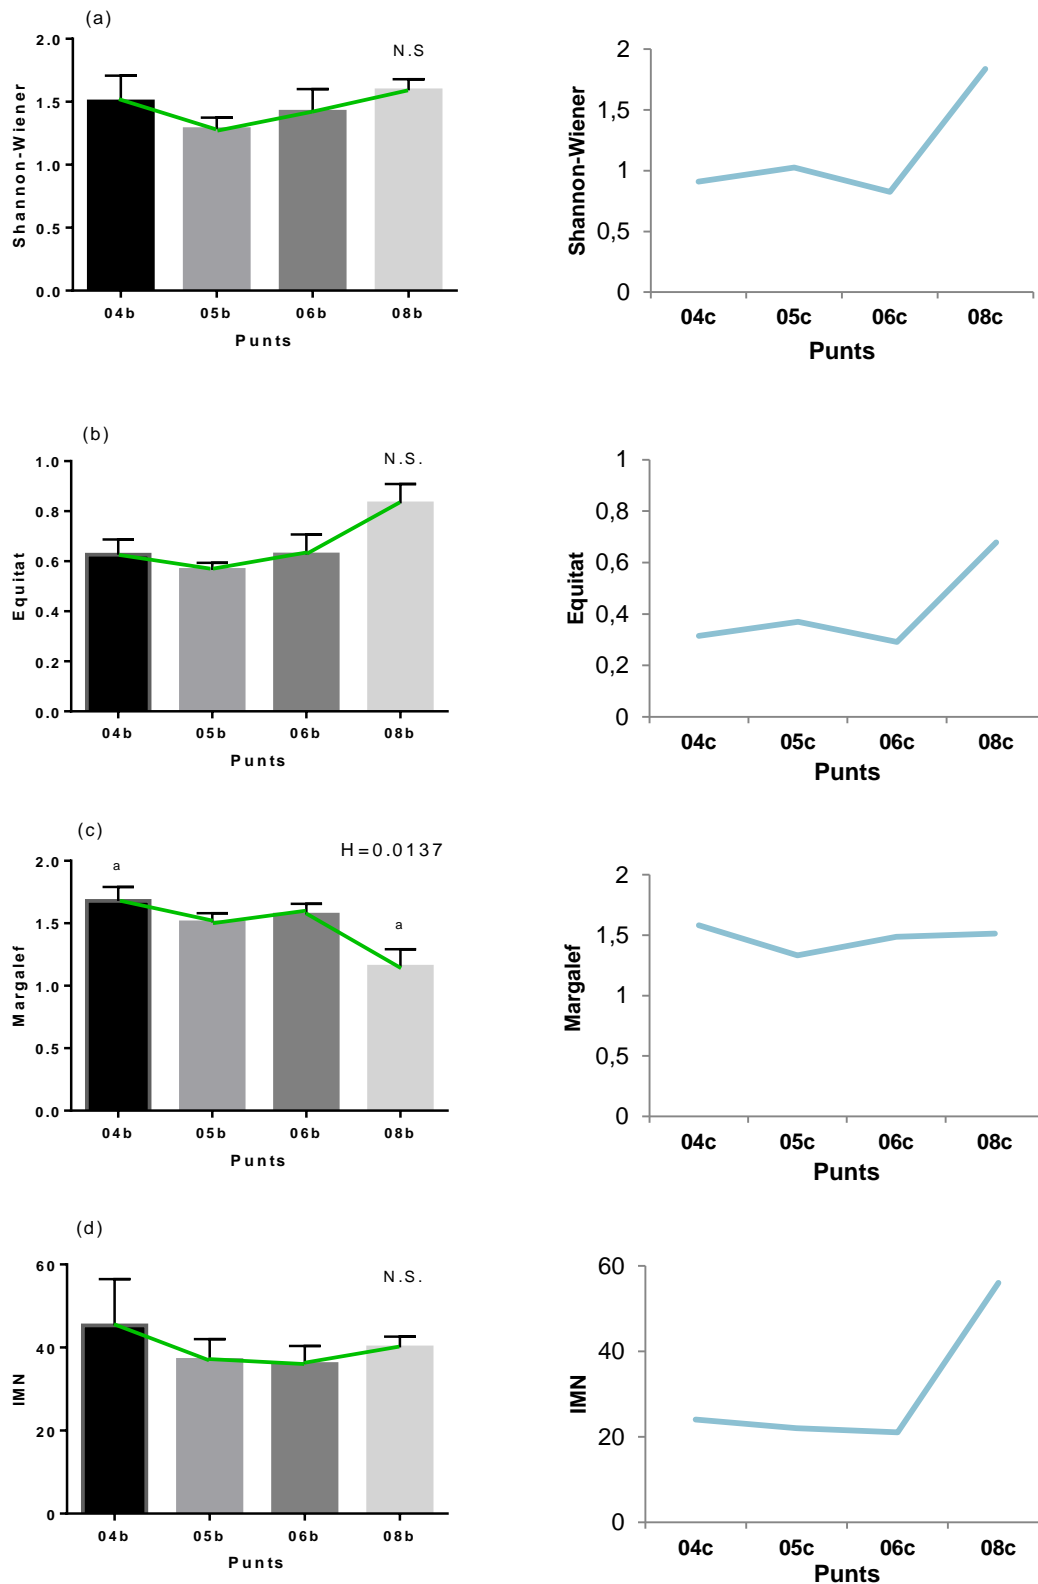 (a)
Shannon-Wiener
2.0
1.5
1.0
0.5
0.0
N.S
04b 05b 06b 08b
Punts
Shannon-Wiener
2
1,5
1
0,5
0
04c 05c 06c 08c
Punts
(b)
Equitat
1.0
0.8
0.6
0.4
0.2
0.0
N.S.
04b 05b 06b 08b
Punts
Equitat
1
0,8
0,6
0,4
0,2
0
04c 05c 06c 08c
Punts
(c)
H=0.0137
Margalef
2.0
1.5
1.0
0.5
0.0
a
a
04b 05b 06b 08b
Punts
Margalef
2
1,5
1
0,5
0
04c 05c 06c 08c
Punts
(d)
IMN
60
40
20
0
N.S.
04b 05b 06b 08b
Punts
IMN
60
40
20
0
04c 05c 06c 08c
Punts